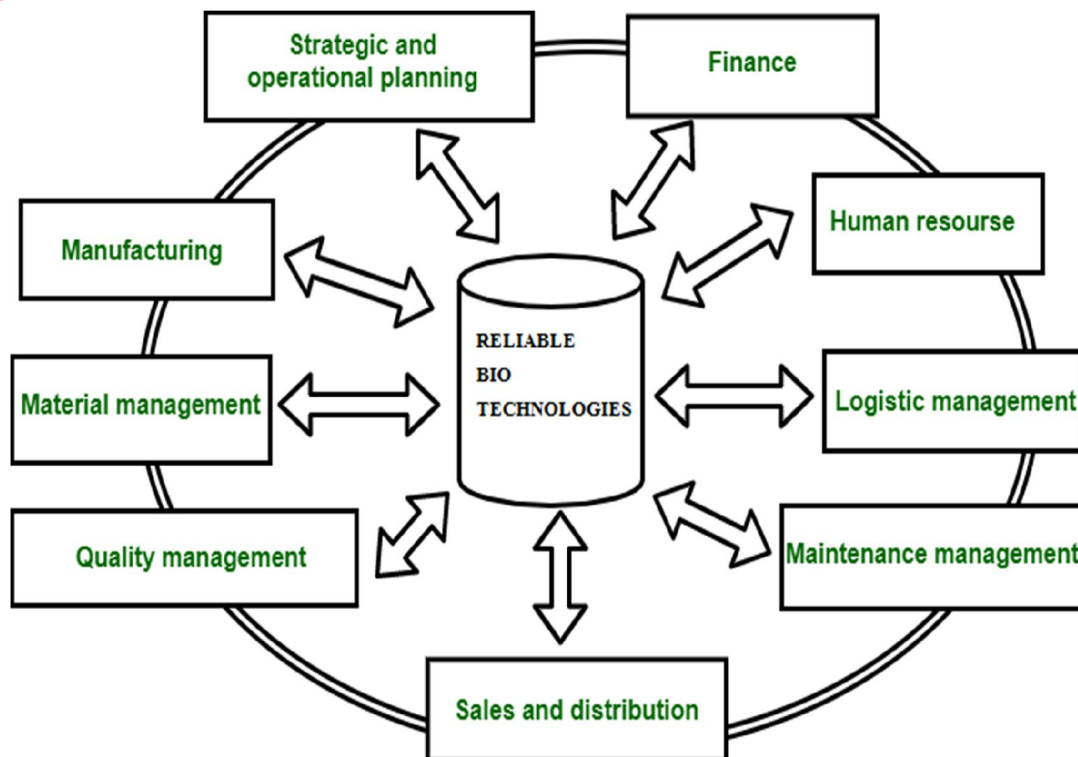 Strategic and
operational planning
Finance
Manufacturing
Human resourse
RELIABLE
BIO
TECHNOLOGIES
Material management
Logistic management
Quality management
Maintenance management
Sales and distribution